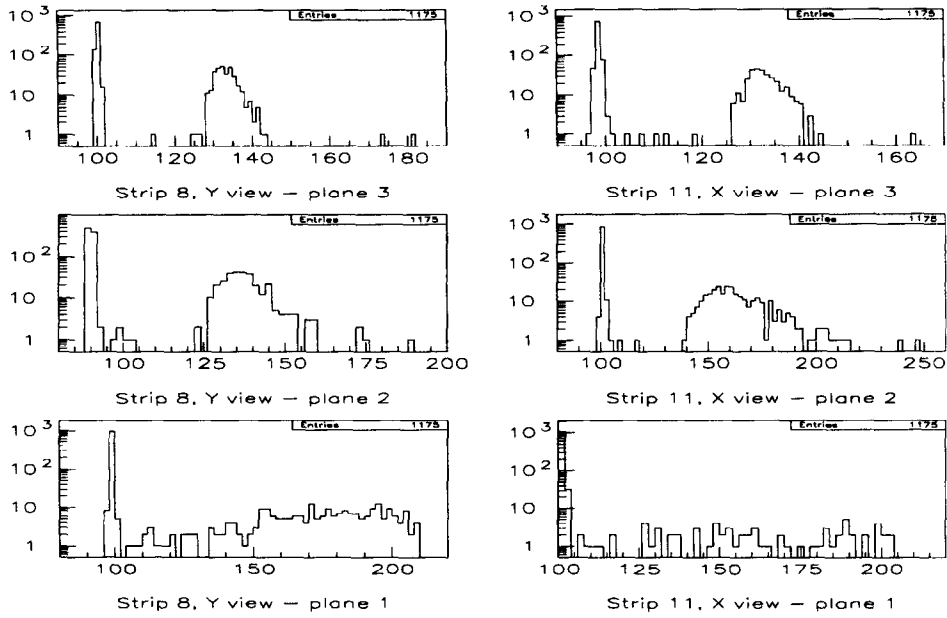 Entries 1175
10³
10²
10
1
100 120 140 160 180
Strip 8, Y view – plane 3
Entries 1175
10³
10²
10
1
100 120 140 160
Strip 11, X view – plane 3
Entries 1175
10²
10
1
100 125 150 175 200
Strip 8, Y view – plane 2
Entries 1175
10³
10²
10
1
100 150 200 250
Strip 11, X view – plane 2
Entries 1175
10³
10²
10
1
100 150 200
Strip 8, Y view – plane 1
Entries 1175
10³
10²
10
1
100 125 150 175 200
Strip 11, X view – plane 1